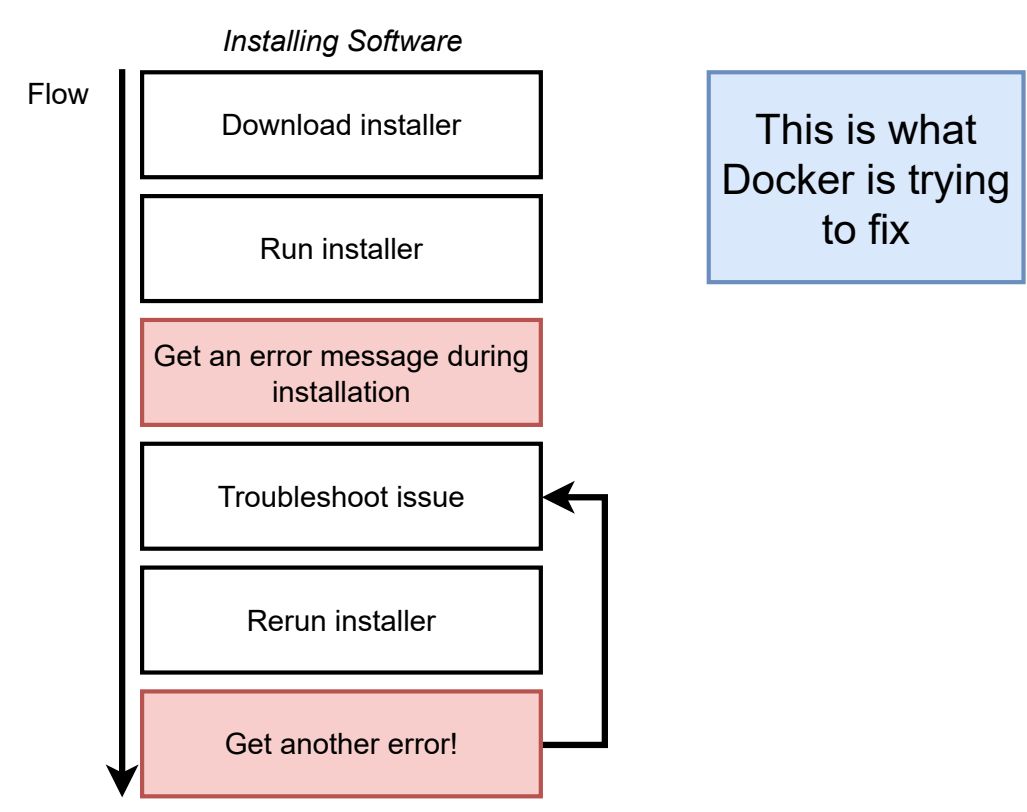 Installing Software
Flow
Download installer
Run installer
Get an error message during
installation
Troubleshoot issue
Rerun installer
Get another error!
This is what
Docker is trying
to fix